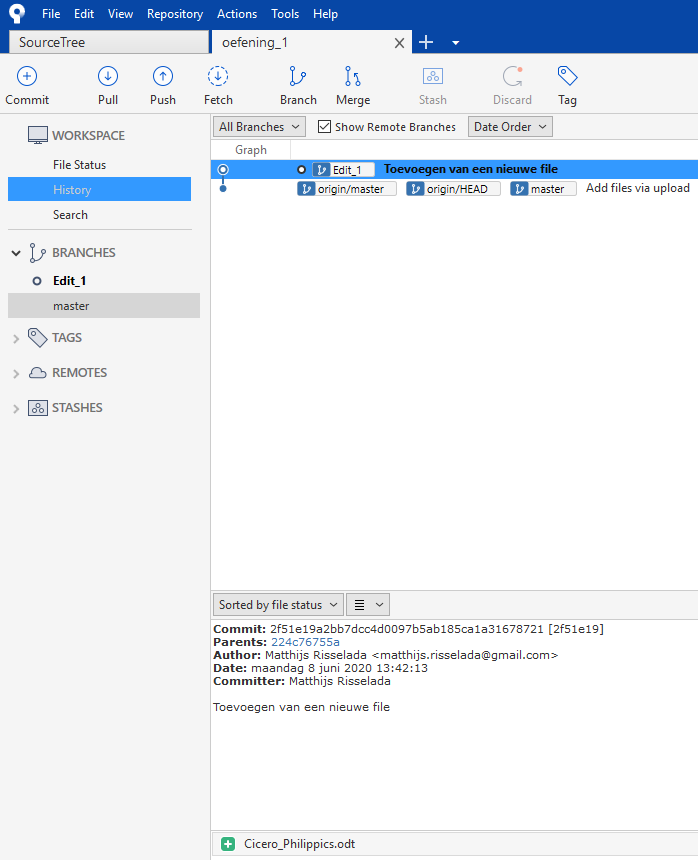 File Edit View Repository Actions Tools Help
SourceTree oefening_1
Commit Pull Push Fetch Branch Merge Stash Discard Tag
WORKSPACE
File Status
History
Search
BRANCHES
Edit_1
master
TAGS
REMOTES
STASHES
All Branches Show Remote Branches Date Order
Graph
Edit_1 Toevoegen van een nieuwe file
origin/master origin/HEAD master Add files via upload
Sorted by file status
Commit: 2f51e19a2bb7dcc4d0097b5ab185ca1a31678721 [2f51e19]
Parents: 224c76755a
Author: Matthijs Risselada <matthijs.risselada@gmail.com>
Date: maandag 8 juni 2020 13:42:13
Committer: Matthijs Risselada
Toevoegen van een nieuwe file
Cicero_Philippics.odt